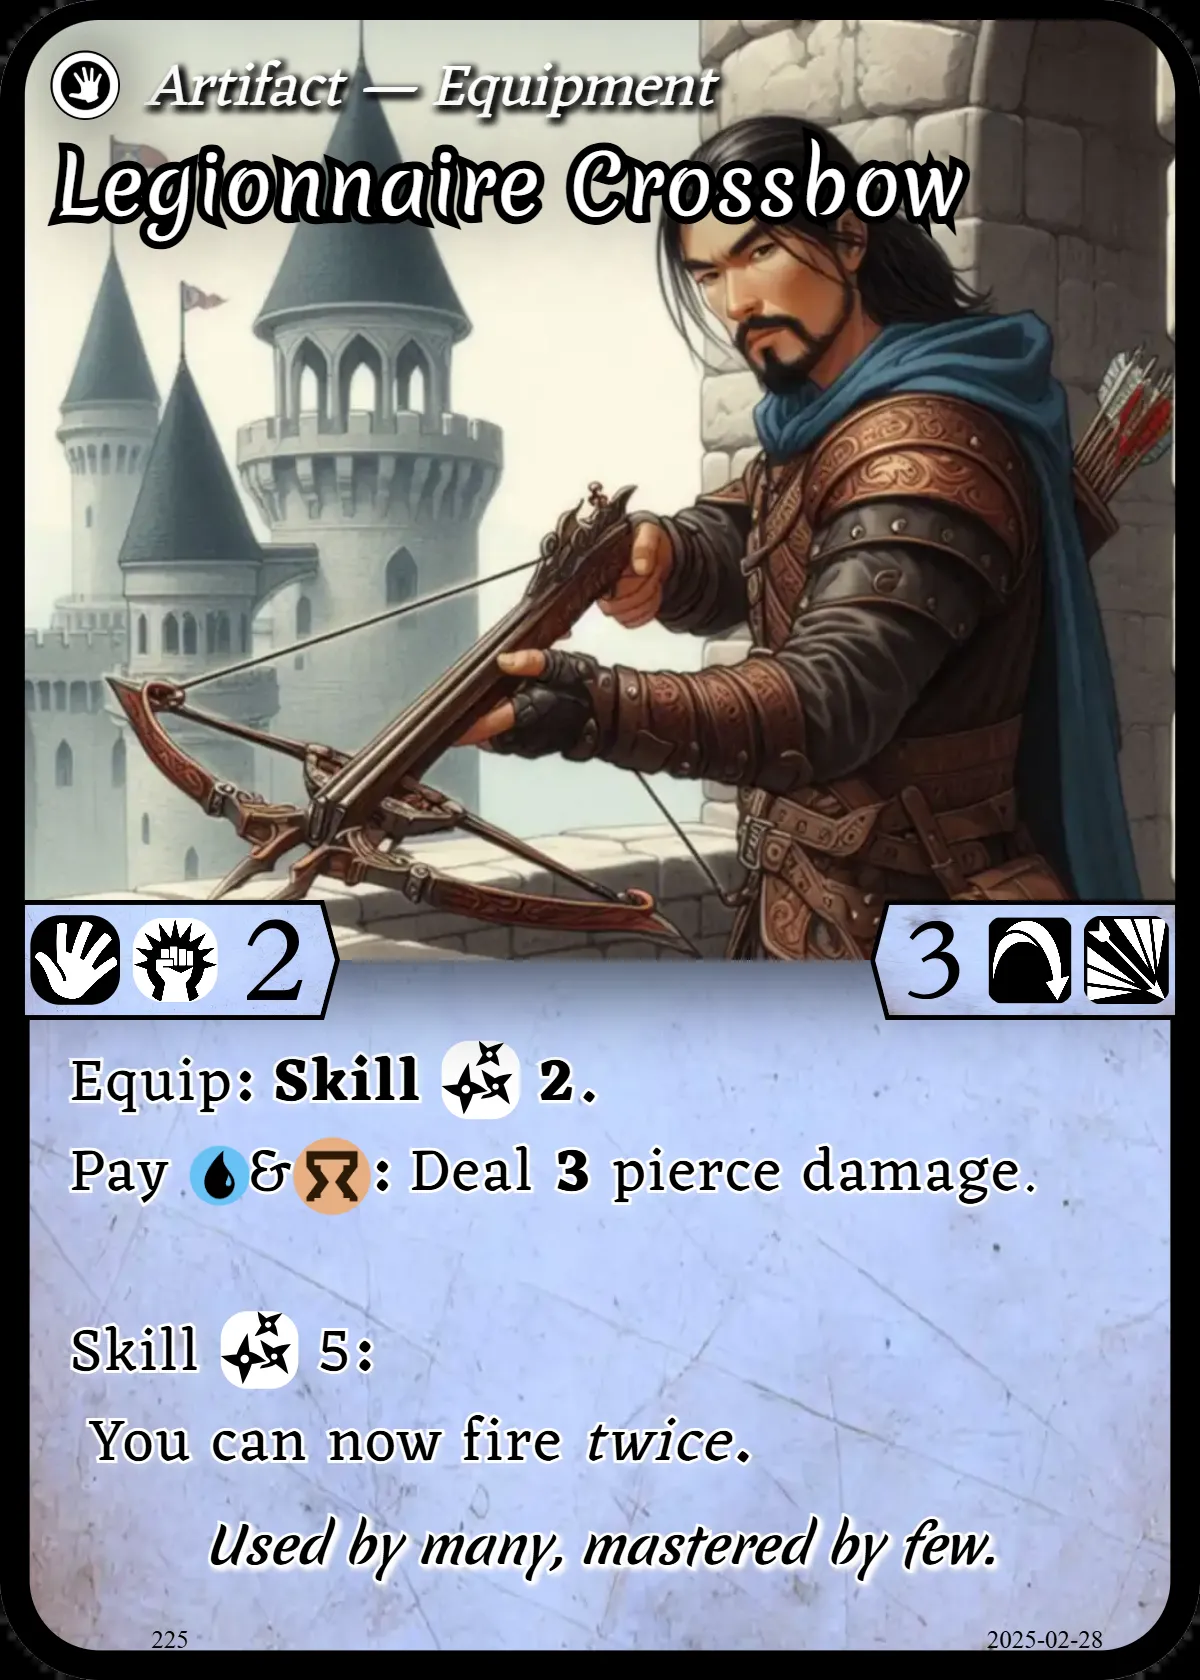 Artifact — Equipment
Legionnaire Crossbow
2
3
Equip: Skill 2.
Pay &: Deal 3 pierce damage.
Skill 5:
You can now fire twice.
Used by many, mastered by few.
225
2025-02-28